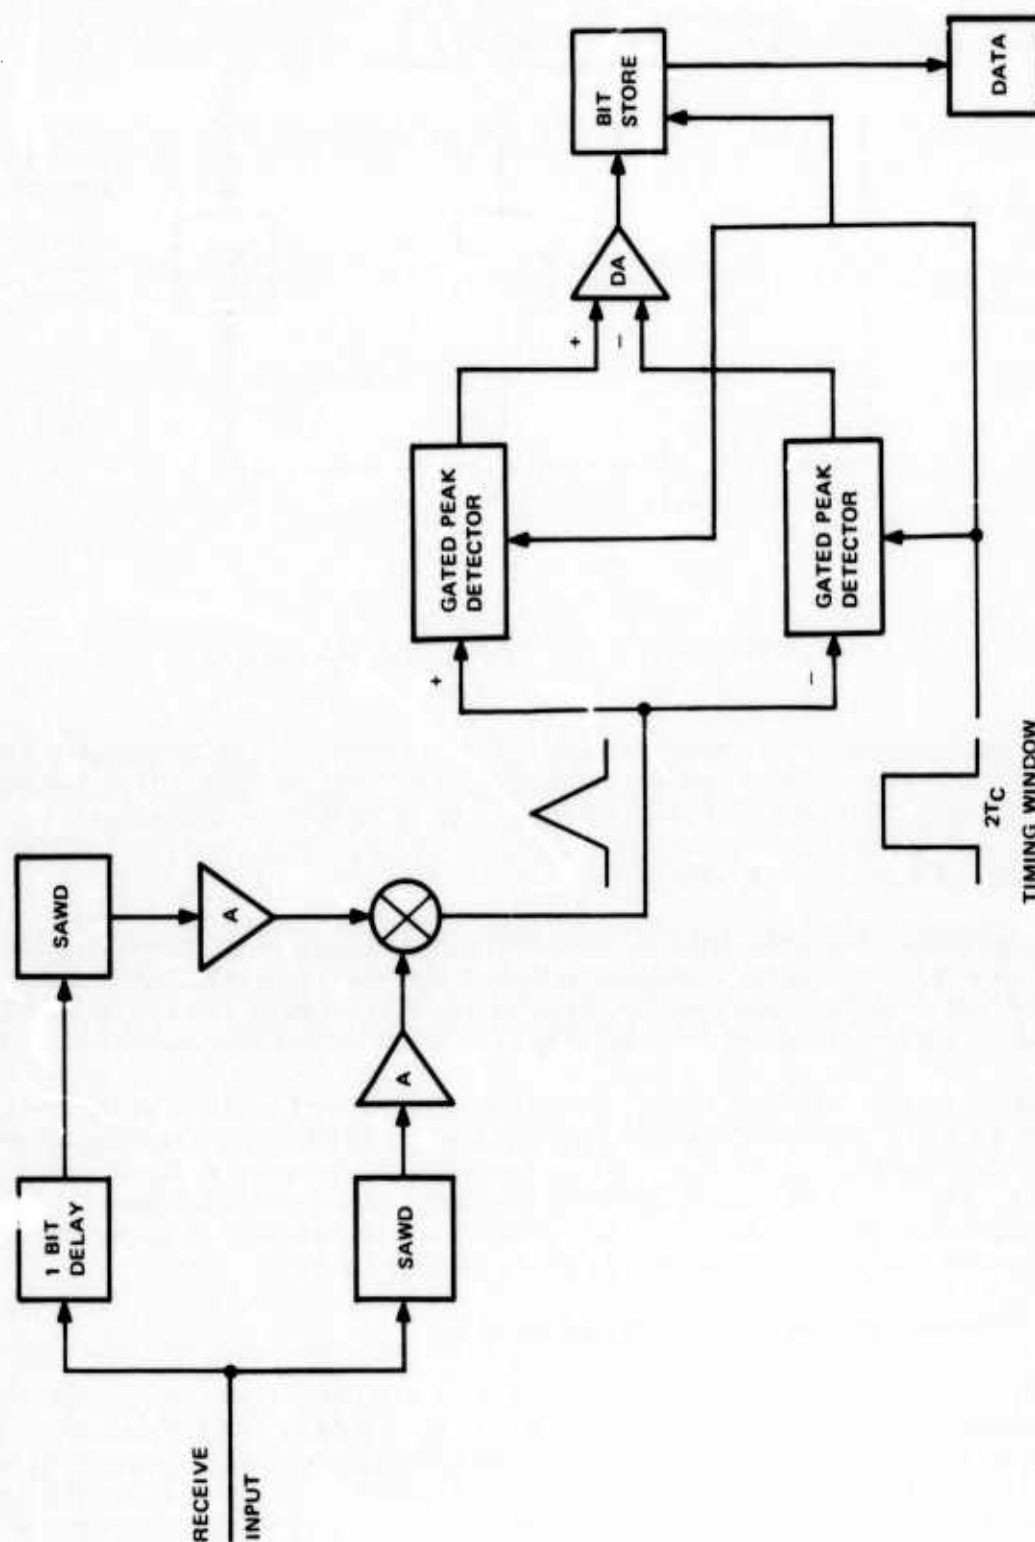 RECEIVE
INPUT
1 BIT
DELAY
SAWD
A
SAWD
A
+
−
GATED PEAK
DETECTOR
GATED PEAK
DETECTOR
2TC
TIMING WINDOW
+
−
DA
BIT
STORE
DATA